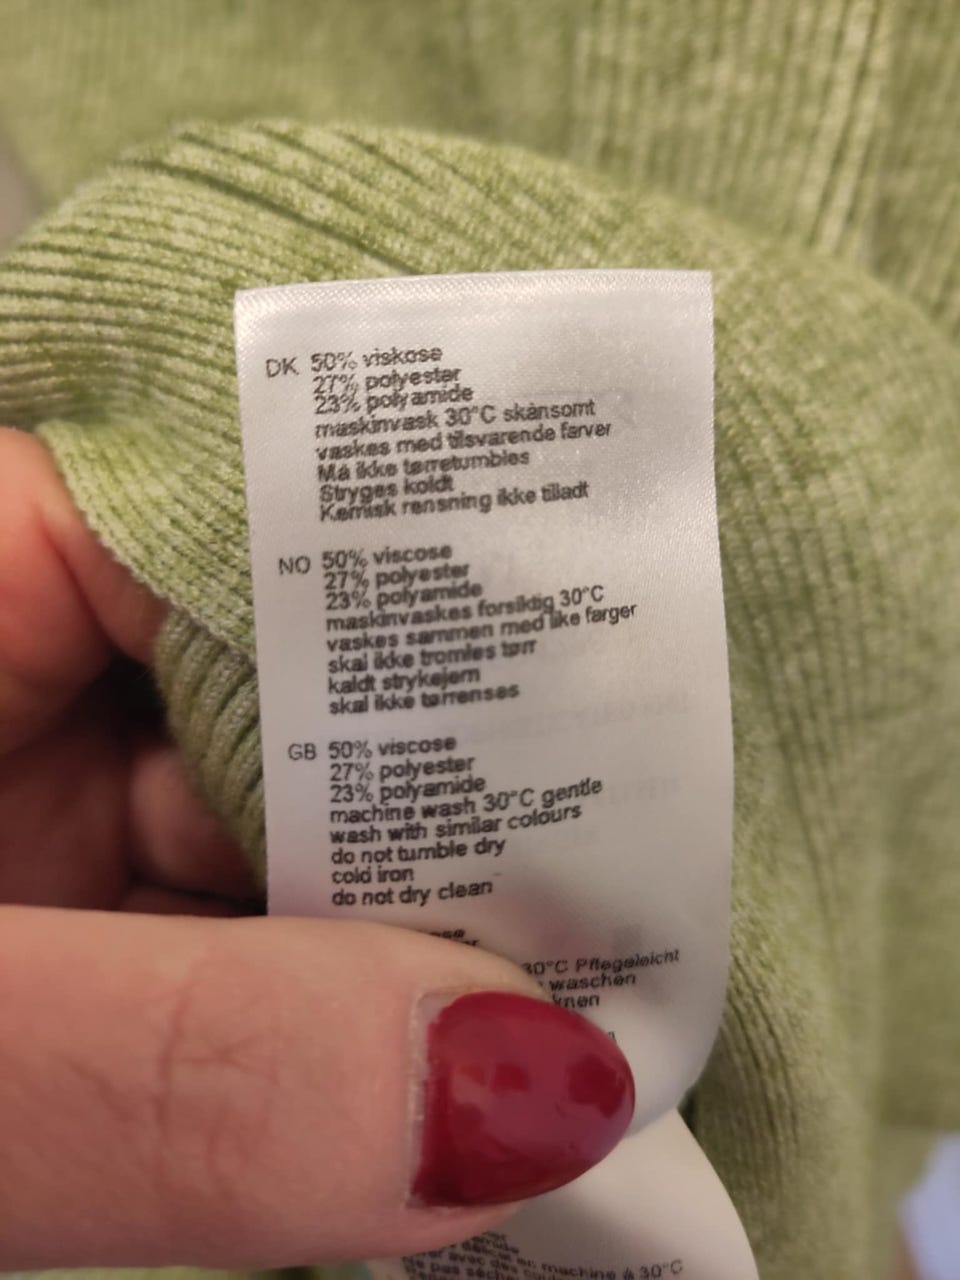 DK 50% viskose
27% polyester
23% polyamide
maskinvask 30°C skånsomt
vaskes med tilsvarende farver
Må ikke tørretumbles
Stryges koldt
Kemisk rensning ikke tilladt
NO 50% viscose
27% polyester
23% polyamide
maskinvaskes forsiktig 30°C
vaskes sammen med like farger
skal ikke tromles tørr
kaldt strykejern
skal ikke tørrenses
GB 50% viscose
27% polyester
23% polyamide
machine wash 30°C gentle
wash with similar colours
do not tumble dry
cold iron
do not dry clean
30°C Pflegeleicht
waschen
en machine à 30°C